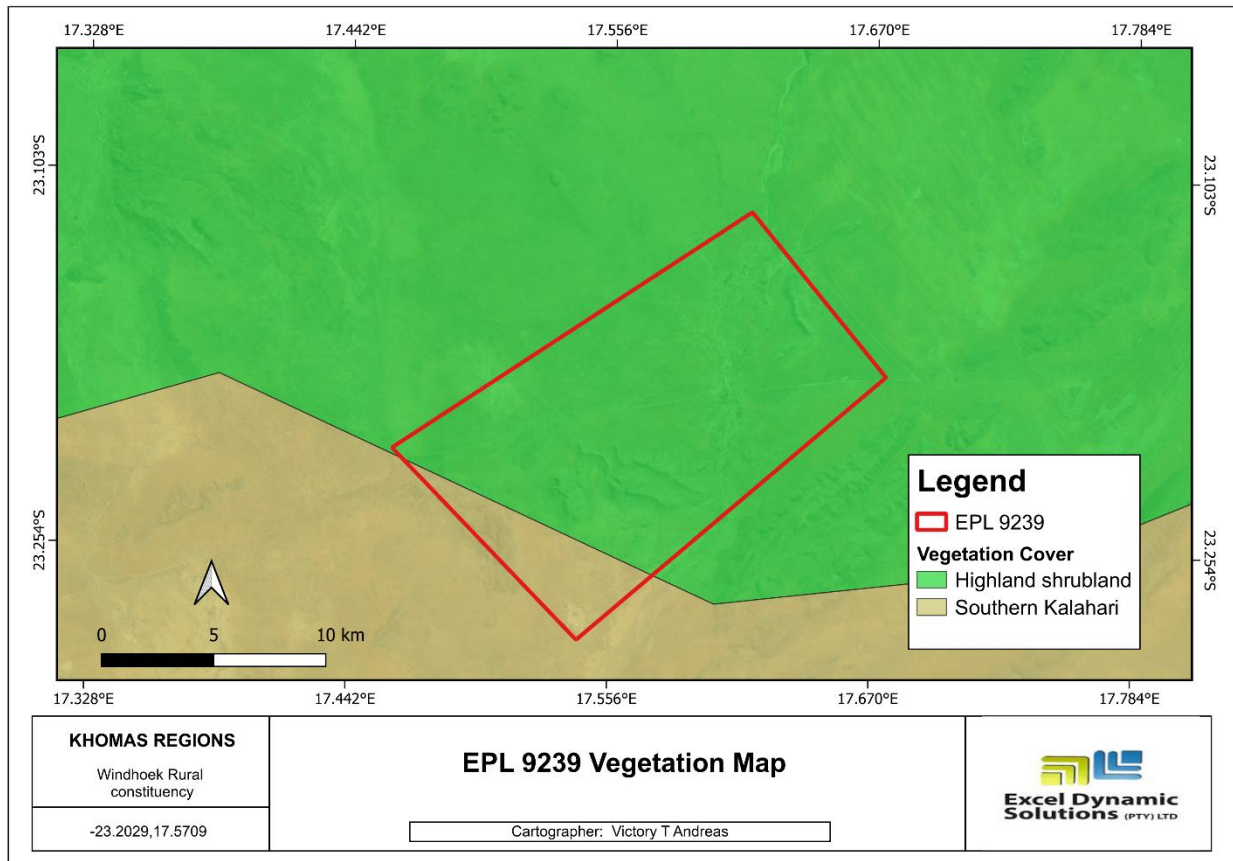 17.328°E 17.442°E 17.556°E 17.670°E 17.784°E
23.103°S
23.103°S
23.254°S
23.254°S
Legend
EPL 9239
Vegetation Cover
Highland shrubland
Southern Kalahari
0 5 10 km
17.328°E 17.442°E 17.556°E 17.670°E 17.784°E
KHOMAS REGIONS
Windhoek Rural
constituency
-23.2029,17.5709
EPL 9239 Vegetation Map
Cartographer: Victory T Andreas
Excel Dynamic
Solutions (PTY) LTD